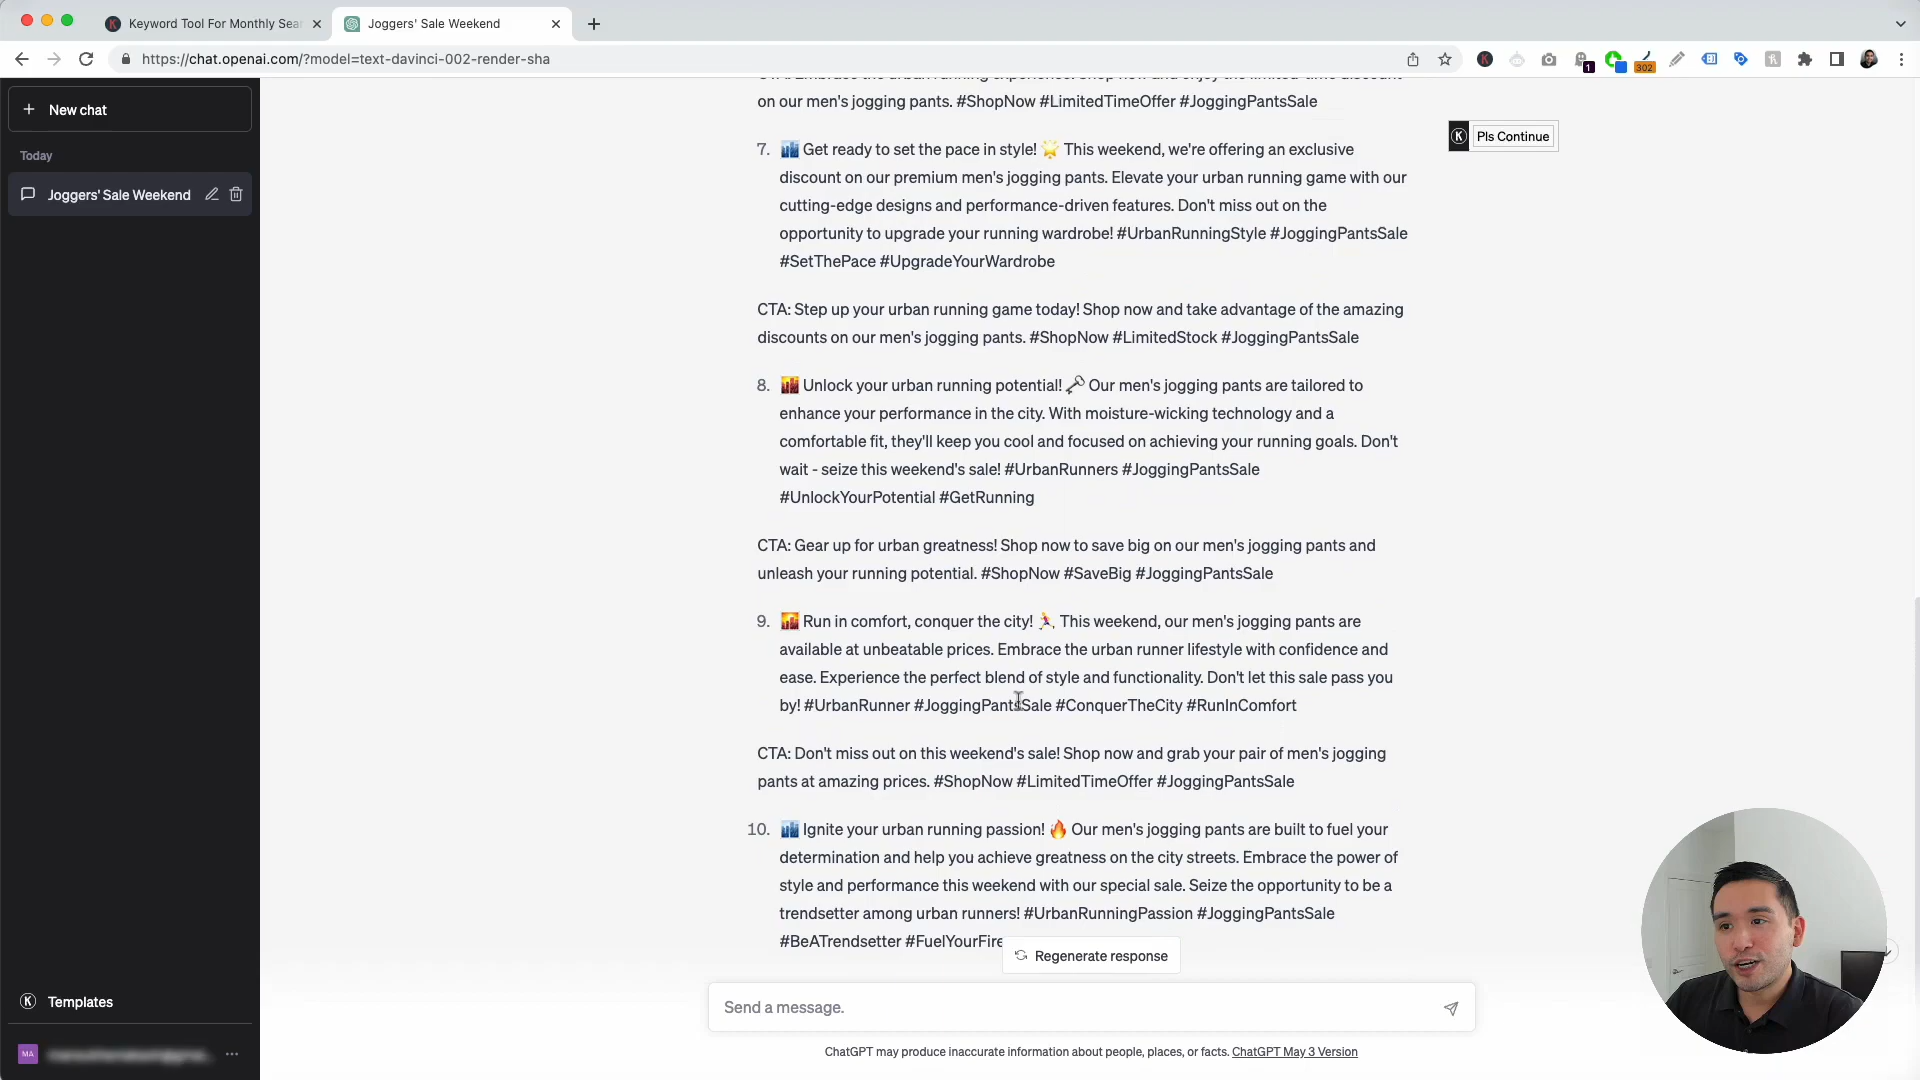 Keyword Tool For Monthly Sear
Joggers' Sale Weekend
https://chat.openai.com/?model=text-davinci-002-render-sha
1
302
New chat
Today
Joggers' Sale Weekend
on our men's jogging pants. #ShopNow #LimitedTimeOffer #JoggingPantsSale
Pls Continue
7. 🌆 Get ready to set the pace in style! 🌟 This weekend, we're offering an exclusive
discount on our premium men's jogging pants. Elevate your urban running game with our
cutting-edge designs and performance-driven features. Don't miss out on the
opportunity to upgrade your running wardrobe! #UrbanRunningStyle #JoggingPantsSale
#SetThePace #UpgradeYourWardrobe
CTA: Step up your urban running game today! Shop now and take advantage of the amazing
discounts on our men's jogging pants. #ShopNow #LimitedStock #JoggingPantsSale
8. 🌇 Unlock your urban running potential! 🗝️ Our men's jogging pants are tailored to
enhance your performance in the city. With moisture-wicking technology and a
comfortable fit, they'll keep you cool and focused on achieving your running goals. Don't
wait - seize this weekend's sale! #UrbanRunners #JoggingPantsSale
#UnlockYourPotential #GetRunning
CTA: Gear up for urban greatness! Shop now to save big on our men's jogging pants and
unleash your running potential. #ShopNow #SaveBig #JoggingPantsSale
9. 🌇 Run in comfort, conquer the city! 🏃 This weekend, our men's jogging pants are
available at unbeatable prices. Embrace the urban runner lifestyle with confidence and
ease. Experience the perfect blend of style and functionality. Don't let this sale pass you
by! #UrbanRunner #JoggingPantsSale #ConquerTheCity #RunInComfort
CTA: Don't miss out on this weekend's sale! Shop now and grab your pair of men's jogging
pants at amazing prices. #ShopNow #LimitedTimeOffer #JoggingPantsSale
10. 🌆 Ignite your urban running passion! 🔥 Our men's jogging pants are built to fuel your
determination and help you achieve greatness on the city streets. Embrace the power of
style and performance this weekend with our special sale. Seize the opportunity to be a
trendsetter among urban runners! #UrbanRunningPassion #JoggingPantsSale
#BeATrendsetter #FuelYourFire
Regenerate response
Templates
Send a message.
MA
ChatGPT may produce inaccurate information about people, places, or facts. ChatGPT May 3 Version